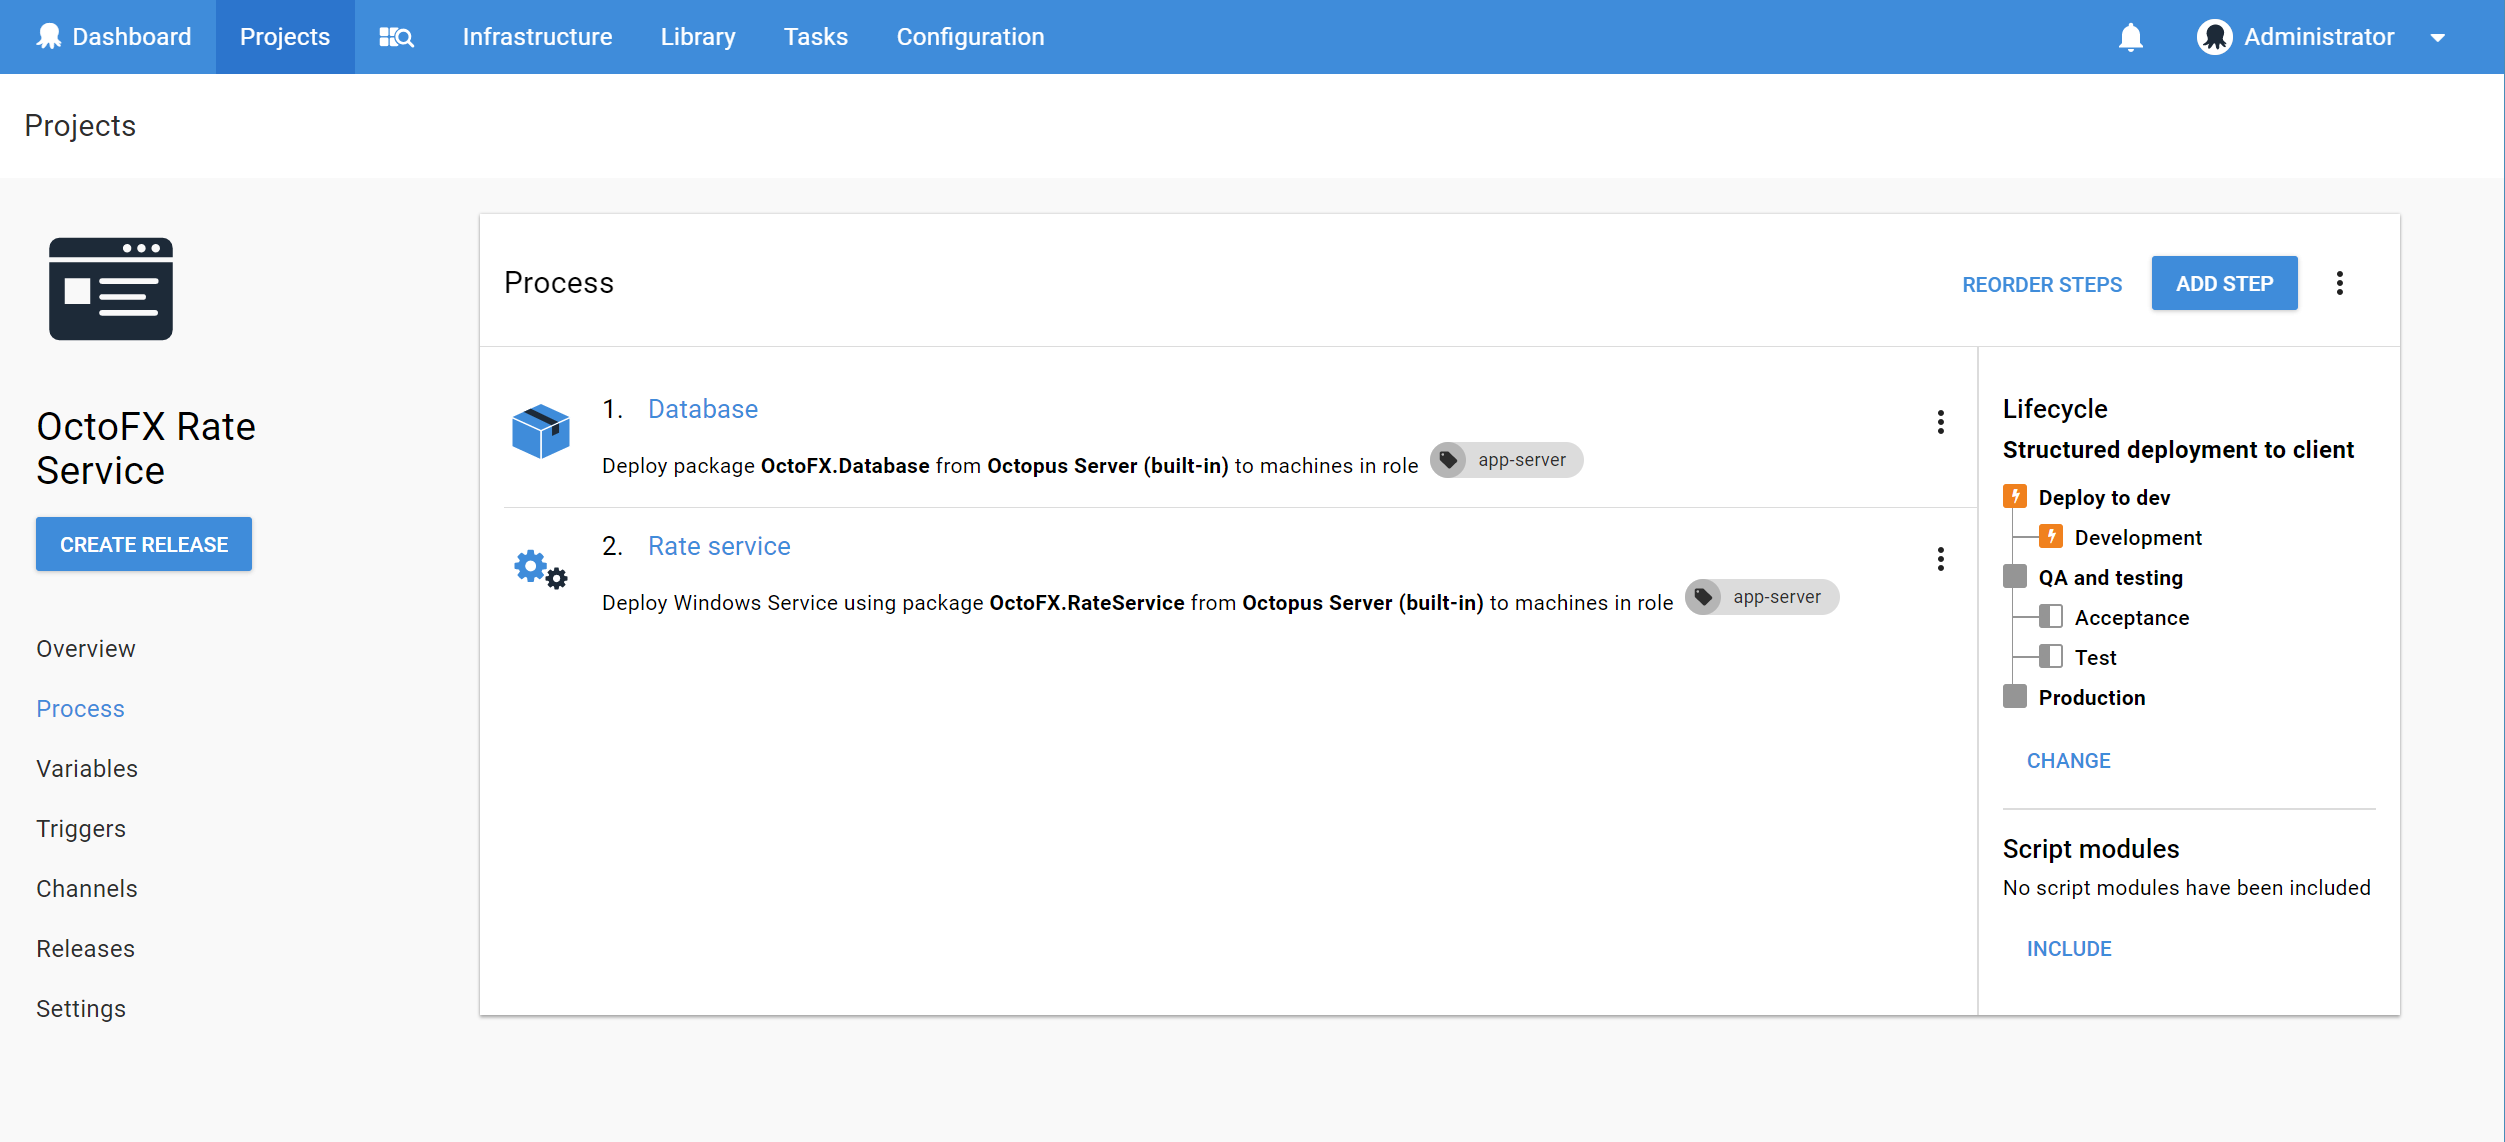 Dashboard Projects Infrastructure Library Tasks Configuration Administrator
Projects
OctoFX Rate
Service
CREATE RELEASE
Overview
Process
Variables
Triggers
Channels
Releases
Settings
Process REORDER STEPS ADD STEP
1. Database
Deploy package OctoFX.Database from Octopus Server (built-in) to machines in role app-server
2. Rate service
Deploy Windows Service using package OctoFX.RateService from Octopus Server (built-in) to machines in role app-server
Lifecycle
Structured deployment to client
Deploy to dev
Development
QA and testing
Acceptance
Test
Production
CHANGE
Script modules
No script modules have been included
INCLUDE